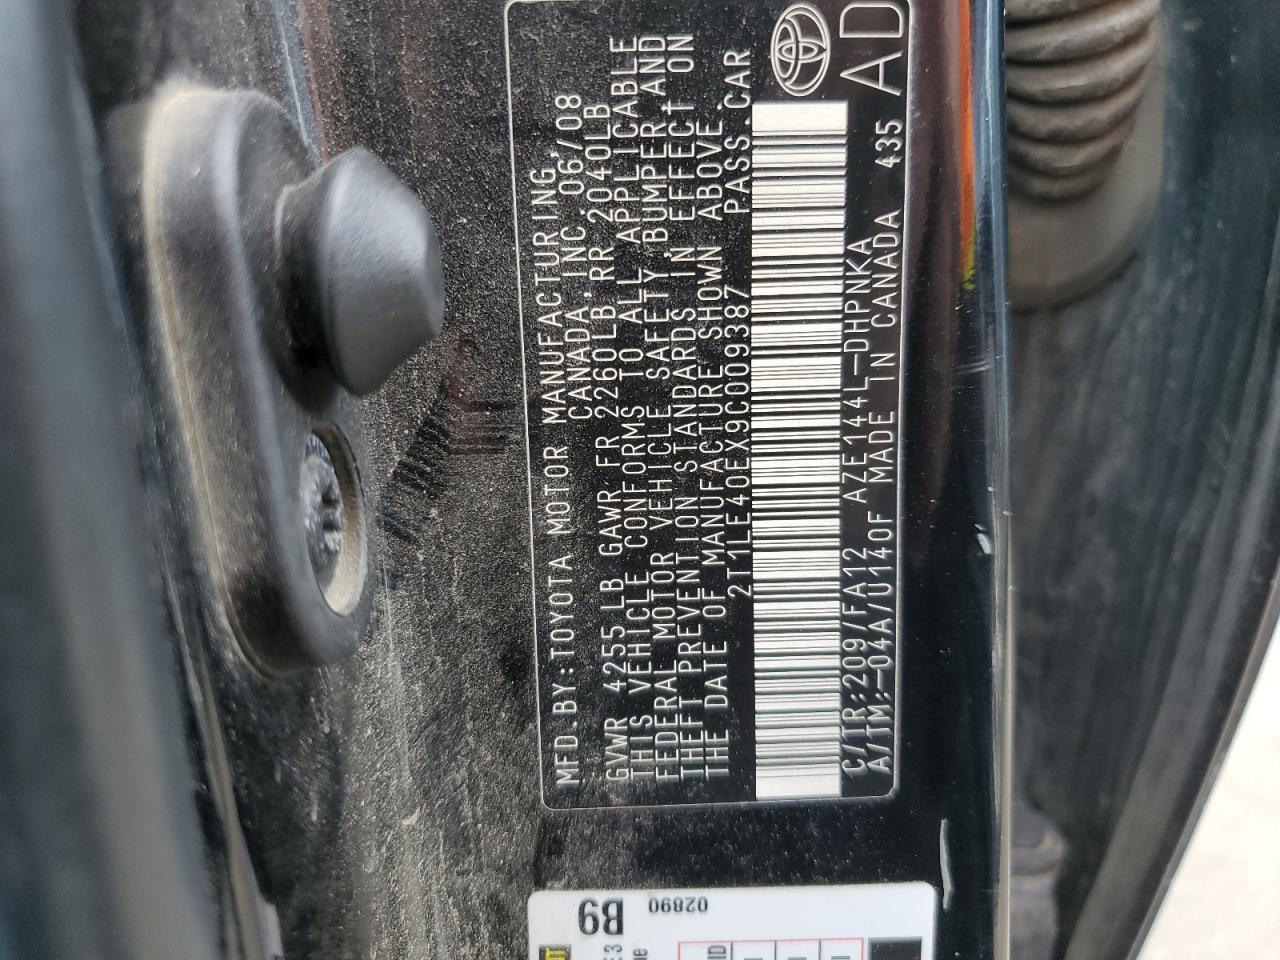 MFD.BY:TOYOTA MOTOR MANUFACTURING,
CANADA,INC.06/08
GVWR 4255LB GAWR FR 2260LB,RR 2040LB
THIS VEHICLE CONFORMS TO ALL APPLICABLE
FEDERAL MOTOR VEHICLE SAFETY,BUMPER,AND
THEFT PREVENTION STANDARDS IN EFFECT ON
THE DATE OF MANUFACTURE SHOWN ABOVE.
2T1LE40EX9C009387 PASS.CAR
C/TR:209/FA12 AZE144L-DHPNKA
A/TM:-04A/U140F MADE IN CANADA 435
AD
B9
02890